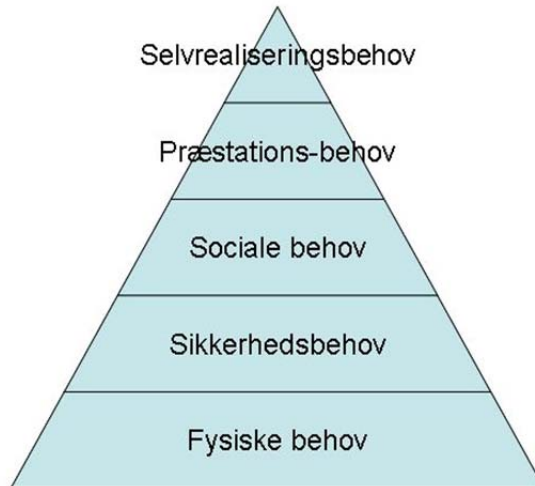 Selvrealiseringsbehov
Præstations-behov
Sociale behov
Sikkerhedsbehov
Fysiske behov